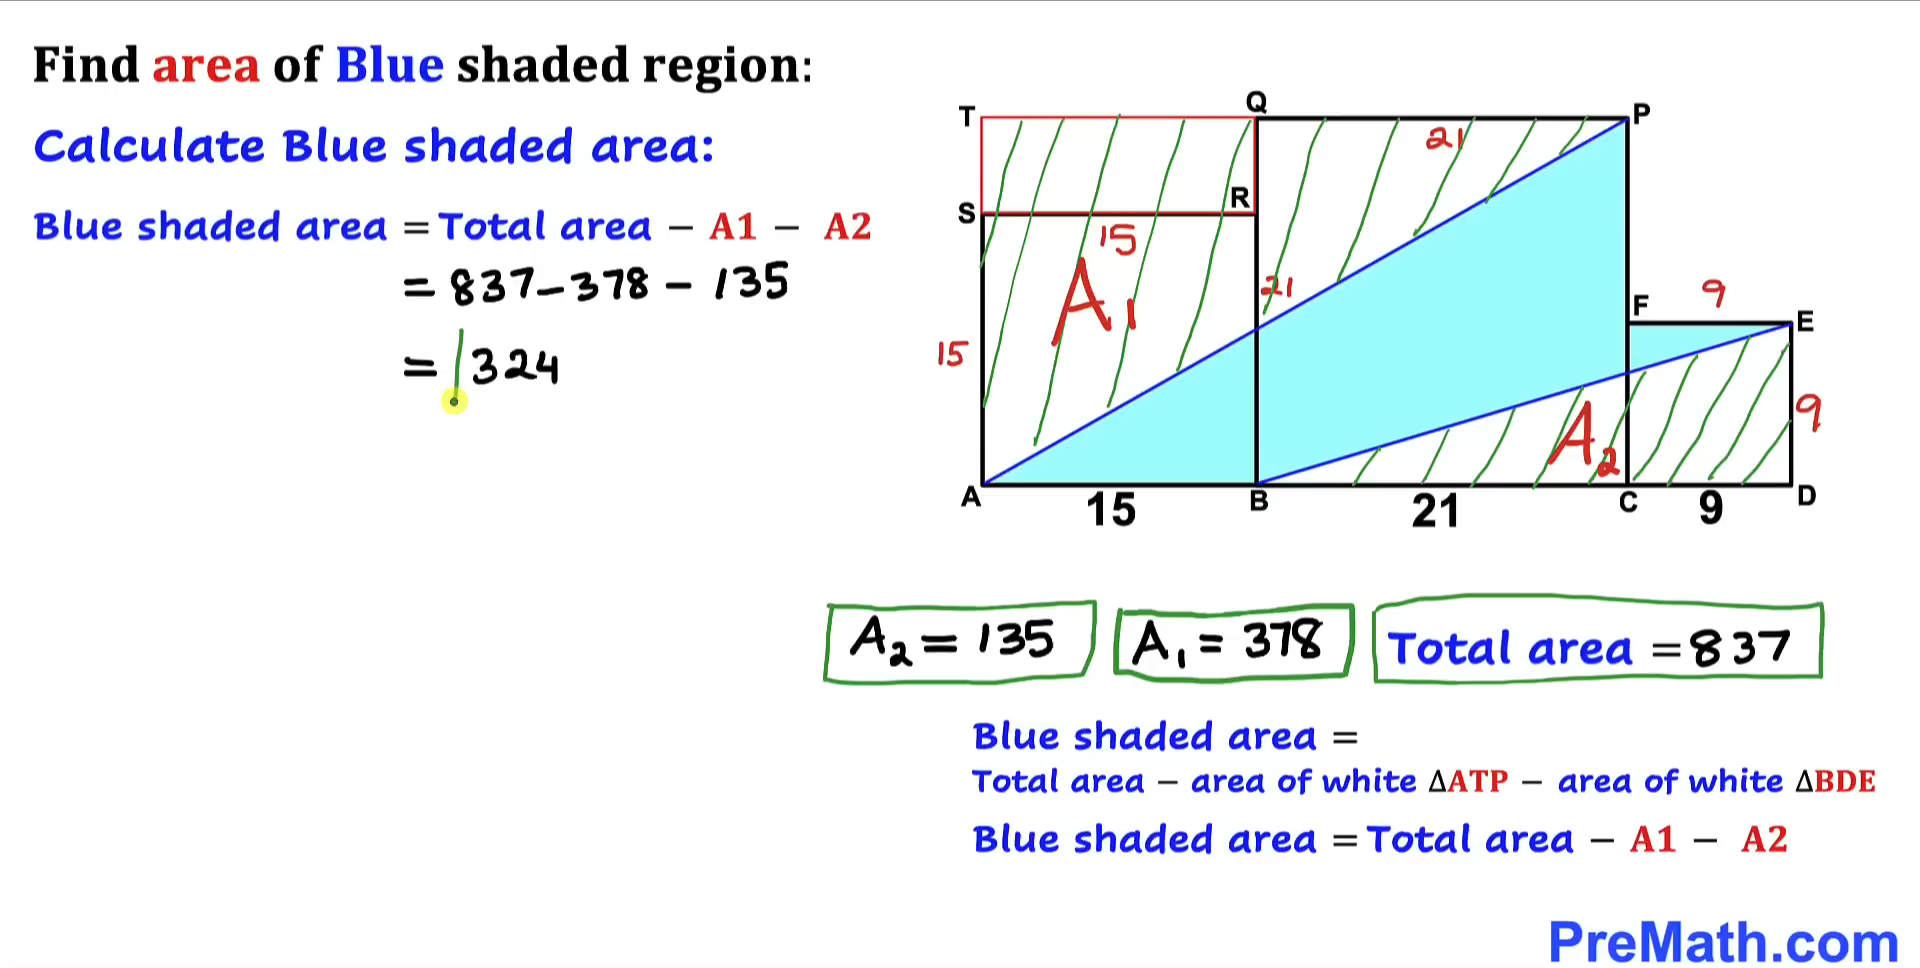 Find area of Blue shaded region:
Calculate Blue shaded area:
Blue shaded area = Total area − A1 − A2
= 837 − 378 − 135
= 324
T
Q
P
21
S
R
15
A1
21
15
F
9
E
9
A2
A
15
B
21
C
9
D
A2 = 135
A1 = 378
Total area = 837
Blue shaded area =
Total area − area of white ΔATP − area of white ΔBDE
Blue shaded area = Total area − A1 − A2
PreMath.com